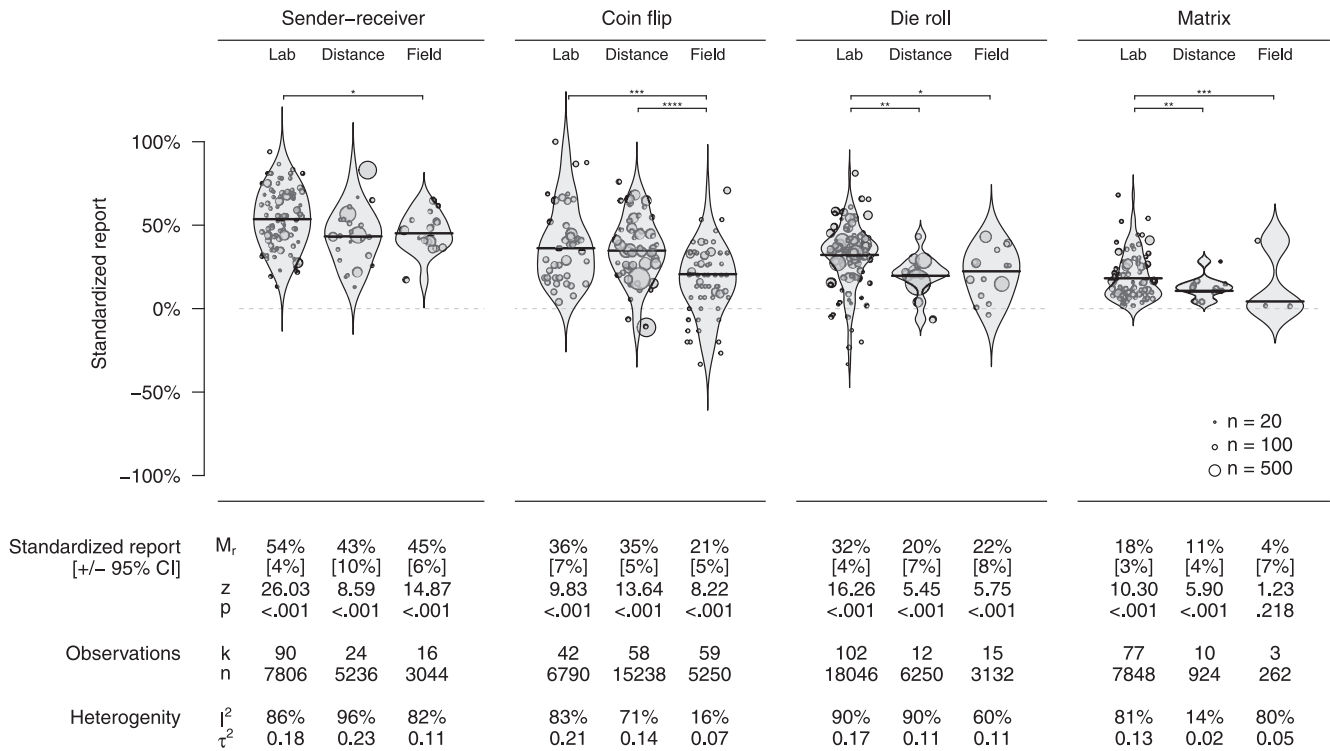 Sender–receiver Coin flip Die roll Matrix
Lab Distance Field Lab Distance Field Lab Distance Field Lab Distance Field
* *** **** * ** *** **
Standardized report
100%
50%
0%
−50%
−100%
n = 20
n = 100
n = 500
Standardized report Mr 54% 43% 45% 36% 35% 21% 32% 20% 22% 18% 11% 4%
[+/− 95% CI] [4%] [10%] [6%] [7%] [5%] [5%] [4%] [7%] [8%] [3%] [4%] [7%]
z 26.03 8.59 14.87 9.83 13.64 8.22 16.26 5.45 5.75 10.30 5.90 1.23
p <.001 <.001 <.001 <.001 <.001 <.001 <.001 <.001 <.001 <.001 <.001 .218
Observations k 90 24 16 42 58 59 102 12 15 77 10 3
n 7806 5236 3044 6790 15238 5250 18046 6250 3132 7848 924 262
Heterogenity I² 86% 96% 82% 83% 71% 16% 90% 90% 60% 81% 14% 80%
τ² 0.18 0.23 0.11 0.21 0.14 0.07 0.17 0.11 0.11 0.13 0.02 0.05